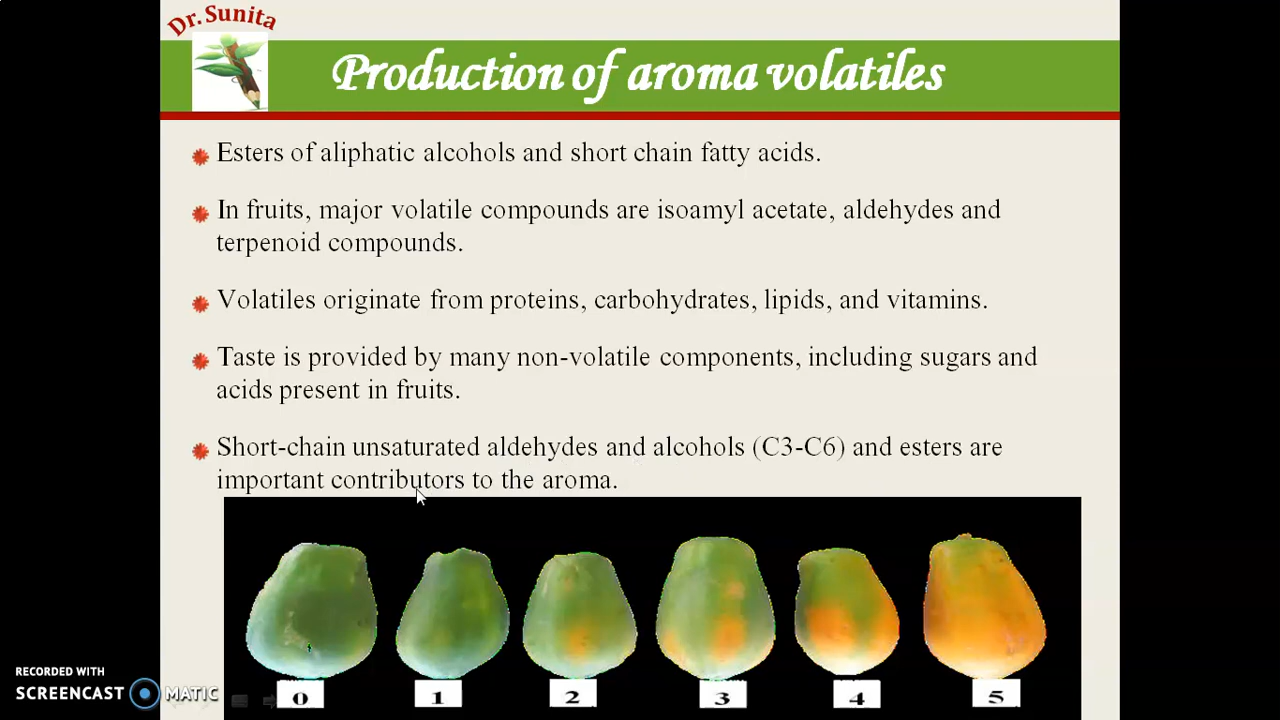 Dr. Sunita
Production of aroma volatiles
Esters of aliphatic alcohols and short chain fatty acids.
In fruits, major volatile compounds are isoamyl acetate, aldehydes and
terpenoid compounds.
Volatiles originate from proteins, carbohydrates, lipids, and vitamins.
Taste is provided by many non-volatile components, including sugars and
acids present in fruits.
Short-chain unsaturated aldehydes and alcohols (C3-C6) and esters are
important contributors to the aroma.
0 1 2 3 4 5
RECORDED WITH
SCREENCAST MATIC